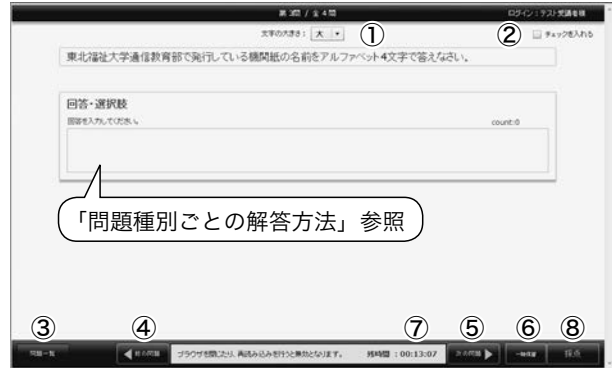 第3問 / 全4問
ログイン:テスト受講者様
文字の大きさ: 大 ①
② チェックを入れる
東北福祉大学通信教育部で発行している機関紙の名前をアルファベット4文字で答えなさい。
回答・選択肢
回答を入力してください。 count:0
「問題種別ごとの解答方法」参照
③ ④ ⑦ ⑤ ⑥ ⑧
問題一覧 前の問題 ブラウザを閉じたり、再読み込みを行うと無効となります。 残時間 : 00:13:07 次の問題 一時保存 採点